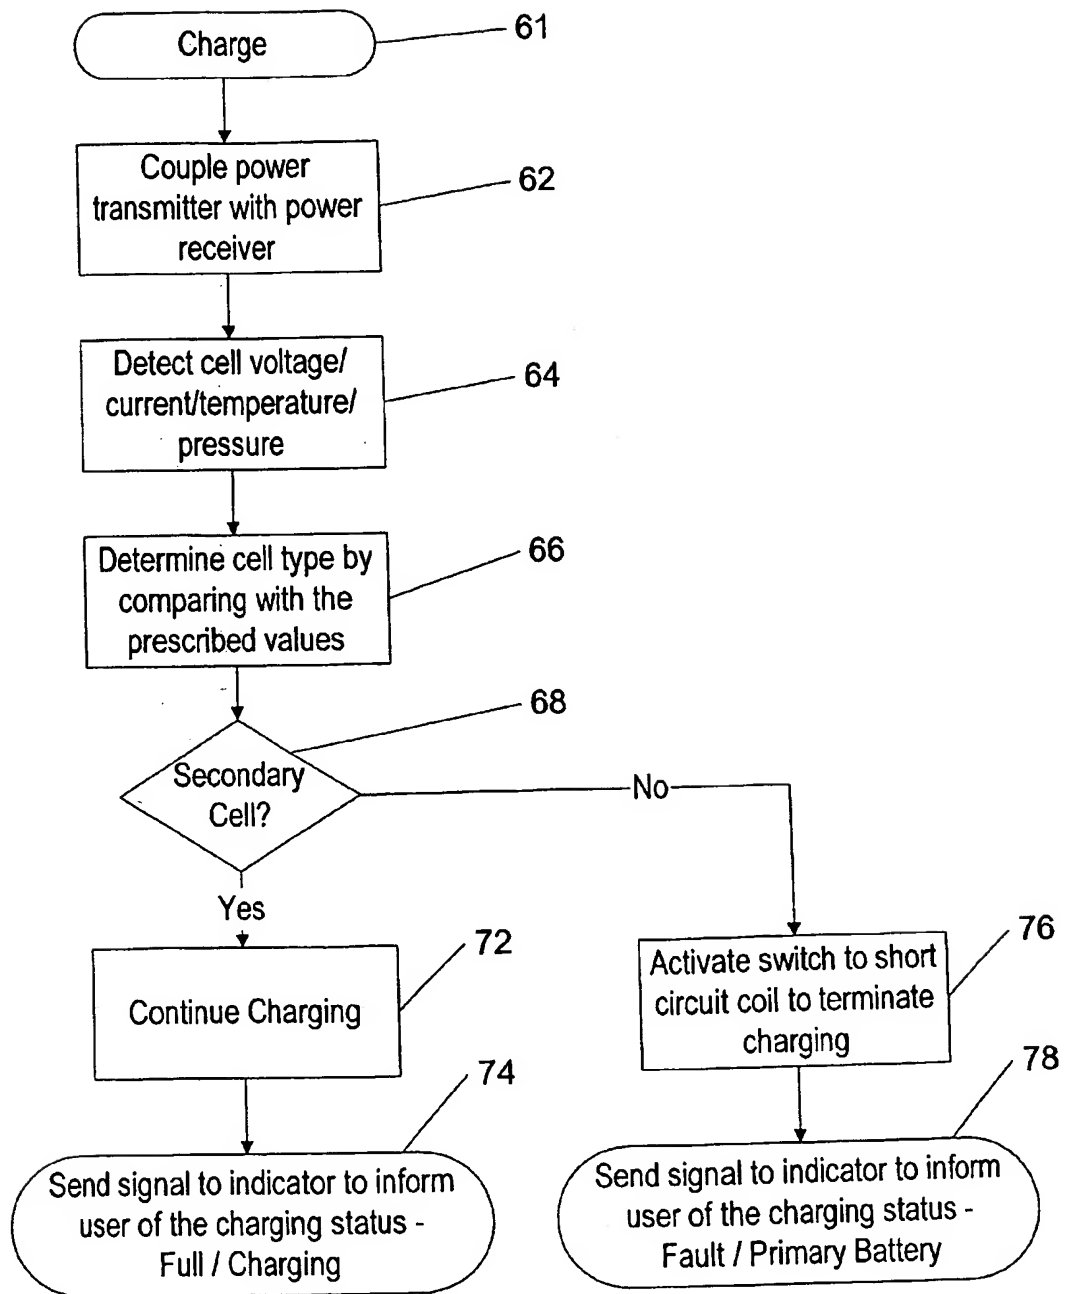 Charge
61
Couple power
transmitter with power
receiver
62
Detect cell voltage/
current/temperature/
pressure
64
Determine cell type by
comparing with the
prescribed values
66
68
Secondary
Cell?
No
Yes
72
Continue Charging
76
Activate switch to short
circuit coil to terminate
charging
74
Send signal to indicator to inform
user of the charging status -
Full / Charging
78
Send signal to indicator to inform
user of the charging status -
Fault / Primary Battery